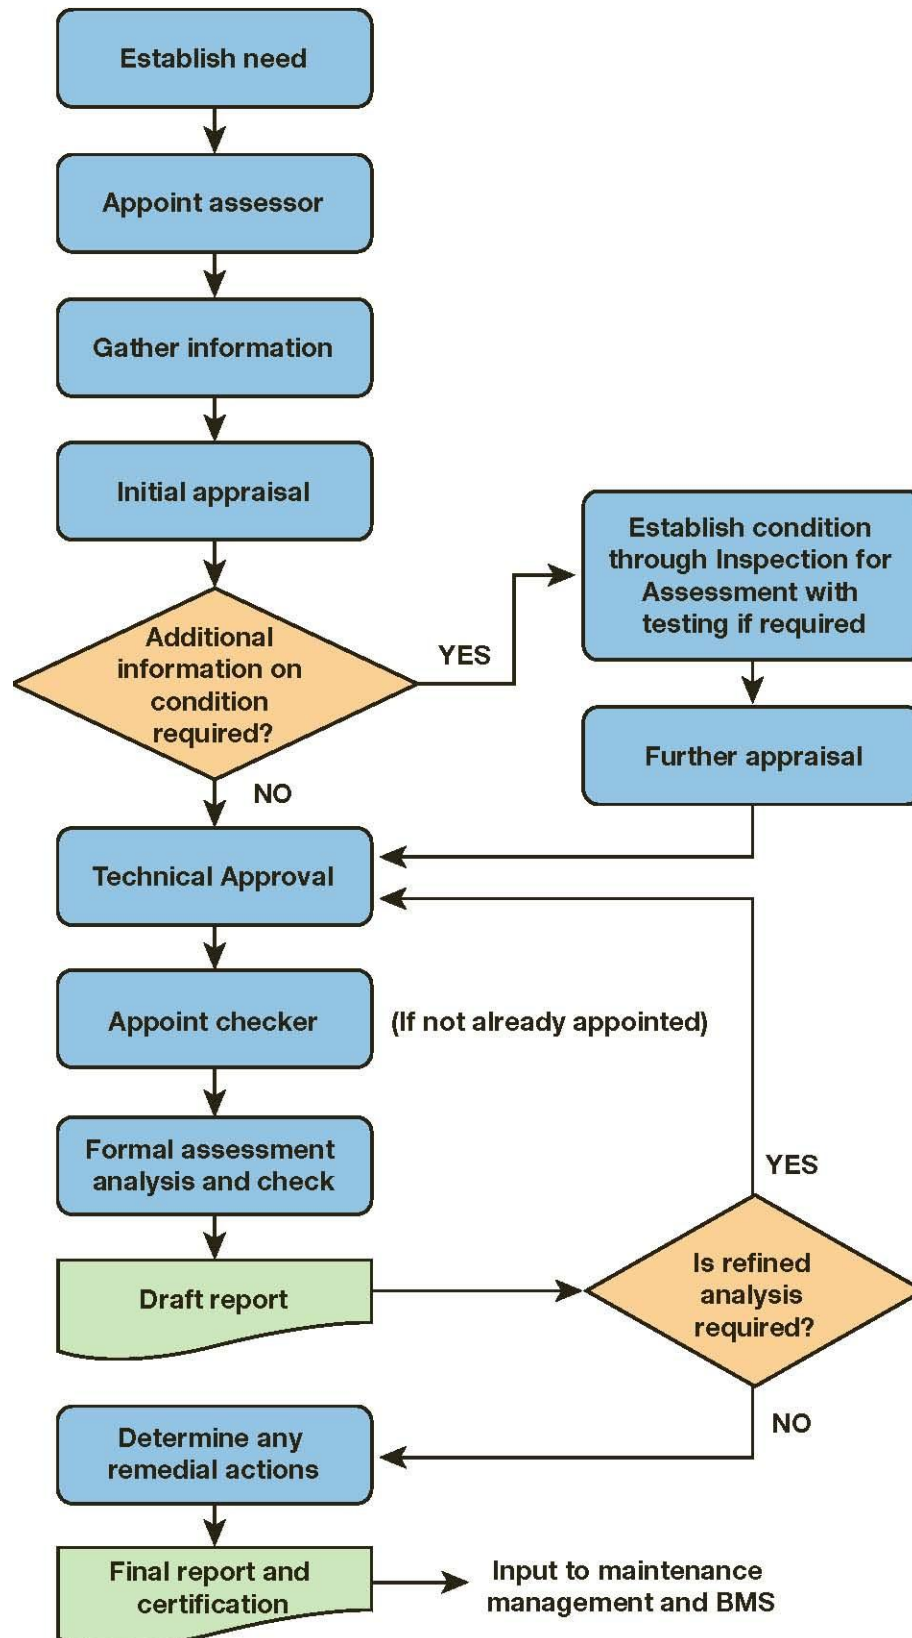 Establish need
Appoint assessor
Gather information
Initial appraisal
Additional
information on
condition
required?
YES
Establish condition
through Inspection for
Assessment with
testing if required
Further appraisal
NO
Technical Approval
Appoint checker
(If not already appointed)
Formal assessment
analysis and check
Draft report
Is refined
analysis
required?
YES
NO
Determine any
remedial actions
Final report and
certification
Input to maintenance
management and BMS